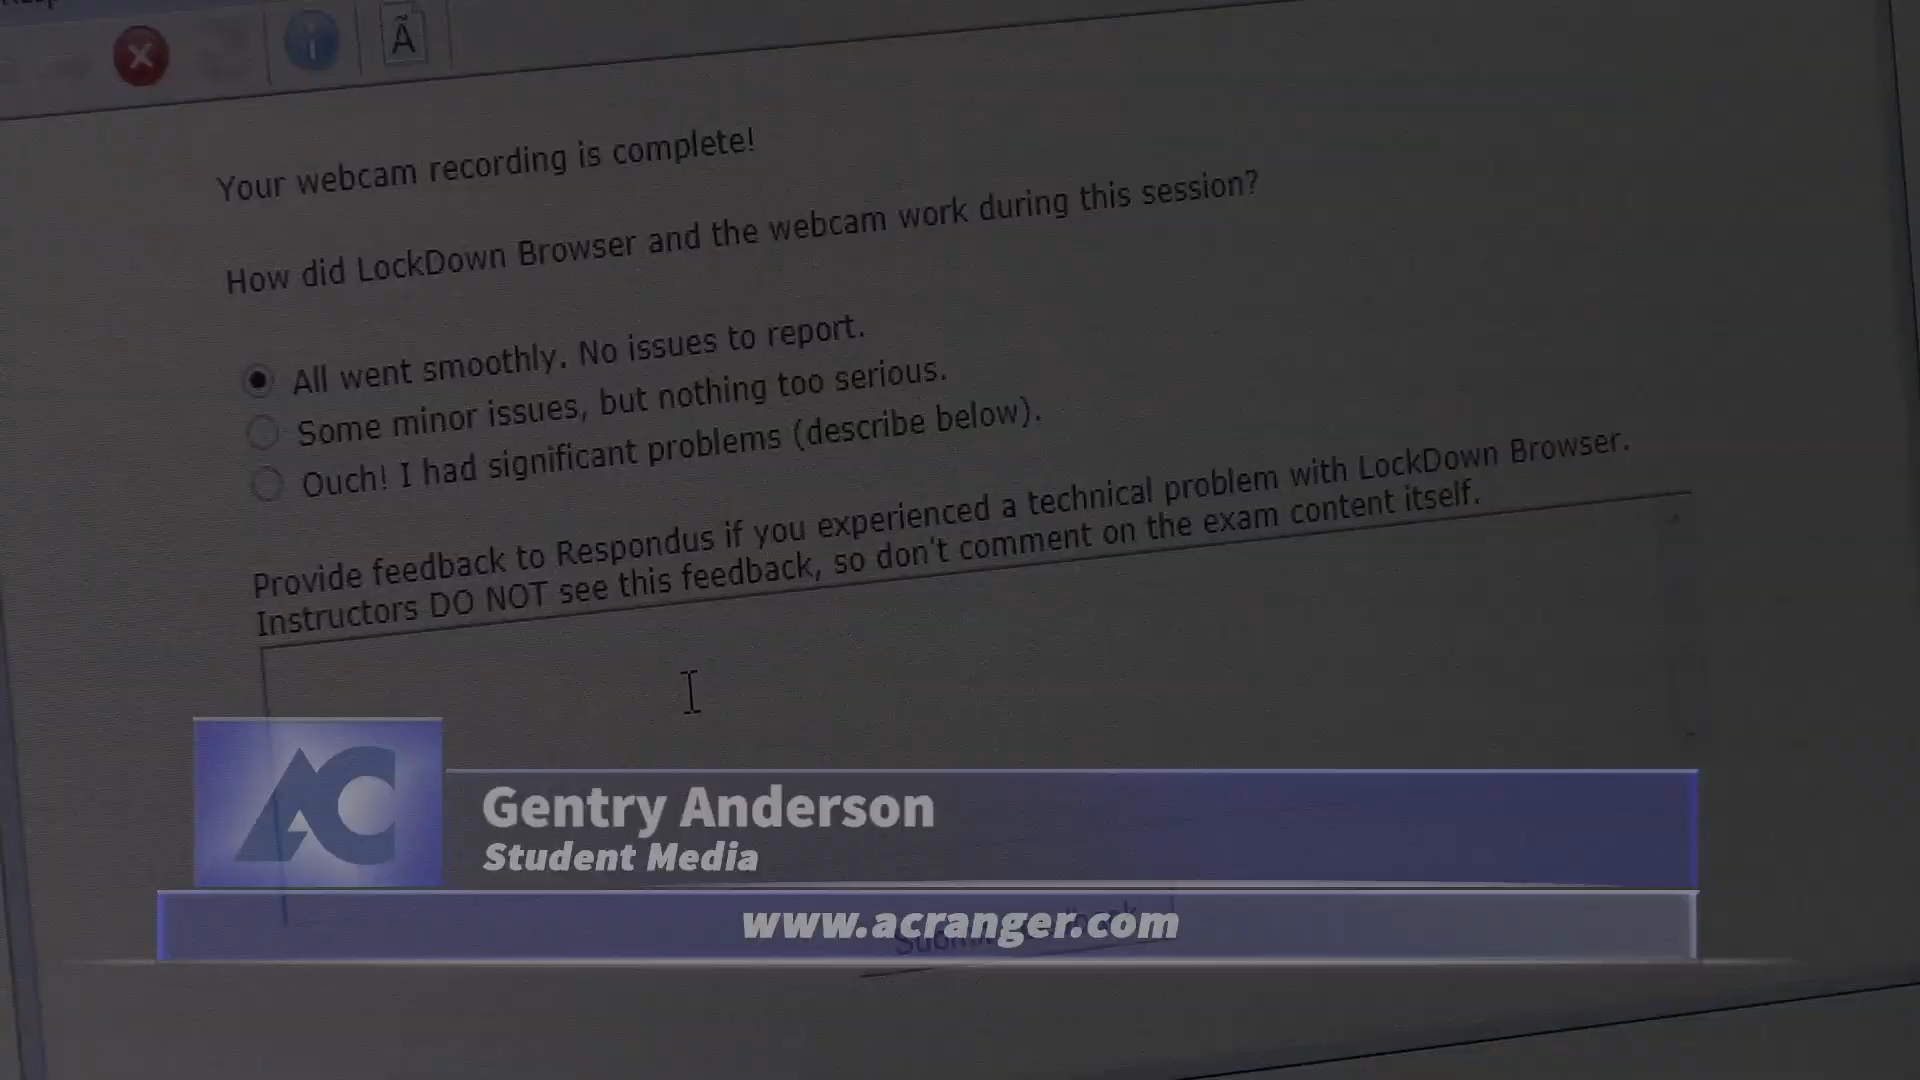 Ã
Your webcam recording is complete!
How did LockDown Browser and the webcam work during this session?
All went smoothly. No issues to report.
Some minor issues, but nothing too serious.
Ouch! I had significant problems (describe below).
Provide feedback to Respondus if you experienced a technical problem with LockDown Browser.
Instructors DO NOT see this feedback, so don't comment on the exam content itself.
AC
Gentry Anderson
Student Media
www.acranger.com